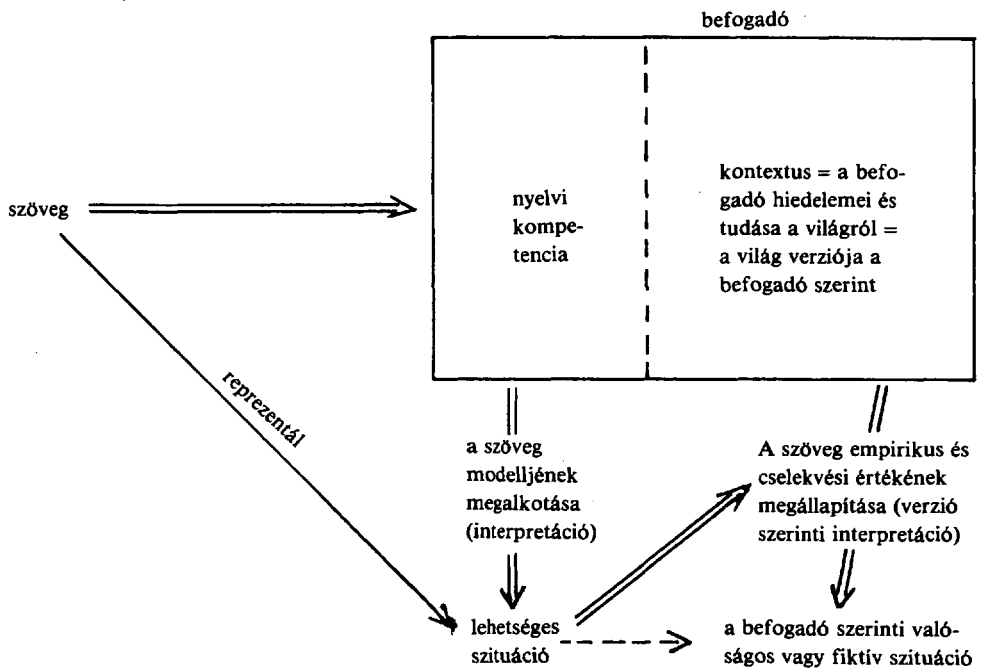 befogadó
szöveg
nyelvi
kompe-
tencia
kontextus = a befo-
gadó hiedelemei és
tudása a világról =
a világ verziója a
befogadó szerint
reprezentál
a szöveg
modelljének
megalkotása
(interpretáció)
A szöveg empirikus és
cselekvési értékének
megállapítása (verzió
szerinti interpretáció)
lehetséges
szituáció
a befogadó szerinti való-
ságos vagy fiktív szituáció